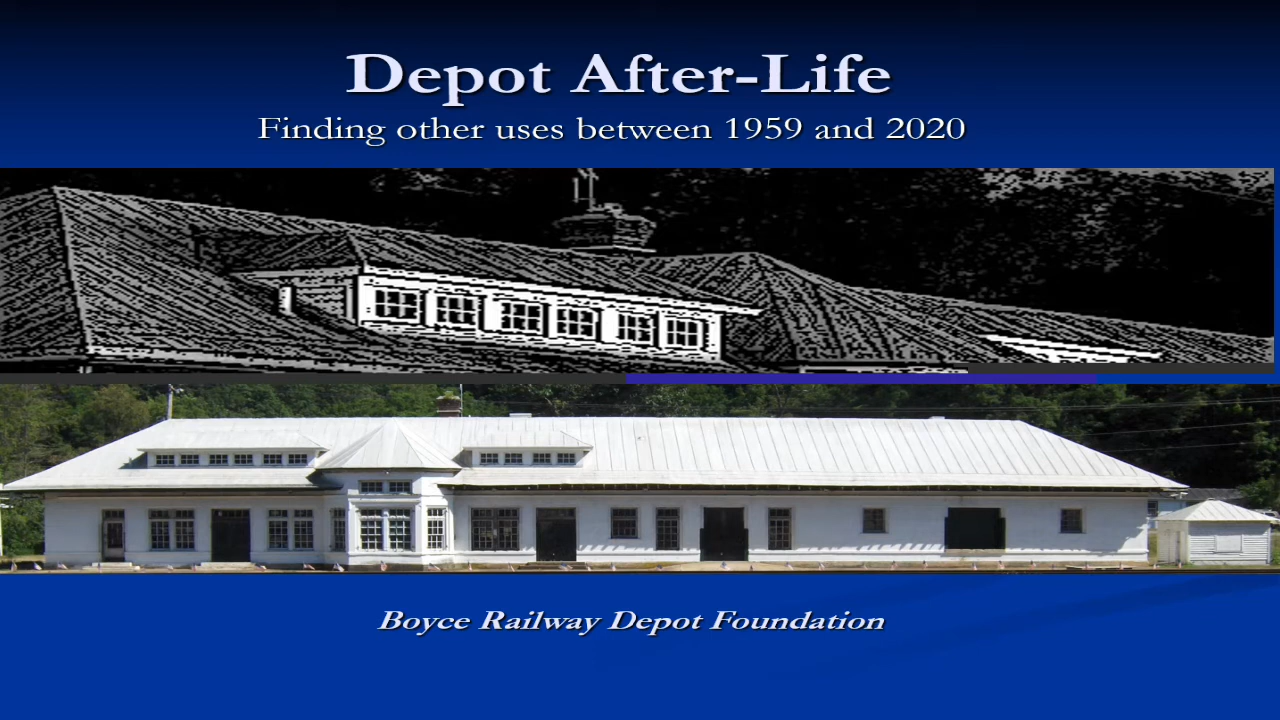 Depot After-Life
Finding other uses between 1959 and 2020
Boyce Railway Depot Foundation